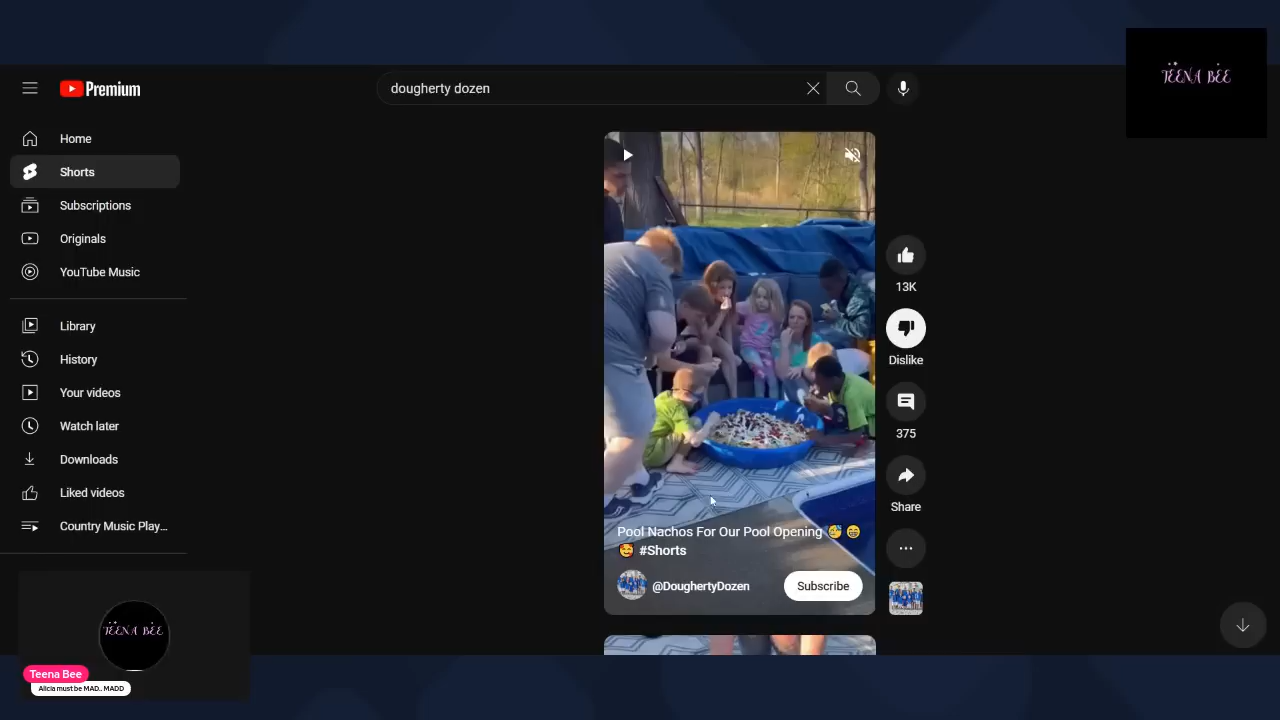 Premium
dougherty dozen
TEENA BEE
Home
Shorts
Subscriptions
Originals
YouTube Music
Library
History
Your videos
Watch later
Downloads
Liked videos
Country Music Play...
13K
Dislike
375
Share
Pool Nachos For Our Pool Opening
#Shorts
@DoughertyDozen
Subscribe
TEENA BEE
Teena Bee
Alicia must be MAD.. MADD